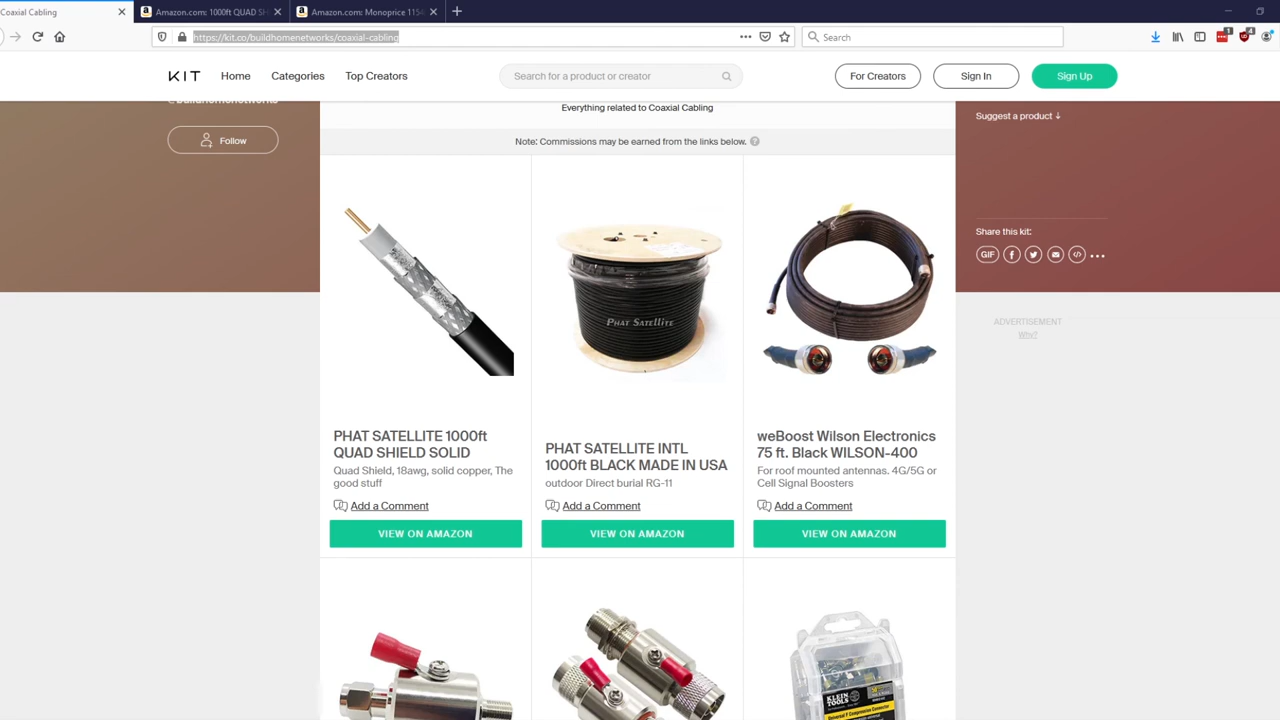 Coaxial Cabling
Amazon.com: 1000ft QUAD SH
Amazon.com: Monoprice 1154
https://kit.co/buildhomenetworks/coaxial-cabling
Search
KIT
Home
Categories
Top Creators
Search for a product or creator
For Creators
Sign In
Sign Up
@buildhomenetworks
Follow
Everything related to Coaxial Cabling
Note: Commissions may be earned from the links below. ?
Suggest a product ↓
Share this kit:
GIF
ADVERTISEMENT
Why?
PHAT SATELLITE
PHAT SATELLITE 1000ft
QUAD SHIELD SOLID
Quad Shield, 18awg, solid copper, The
good stuff
Add a Comment
VIEW ON AMAZON
PHAT SATELLITE INTL
1000ft BLACK MADE IN USA
outdoor Direct burial RG-11
Add a Comment
VIEW ON AMAZON
weBoost Wilson Electronics
75 ft. Black WILSON-400
For roof mounted antennas. 4G/5G or
Cell Signal Boosters
Add a Comment
VIEW ON AMAZON
KLEIN
TOOLS
Universal F Compression Connector